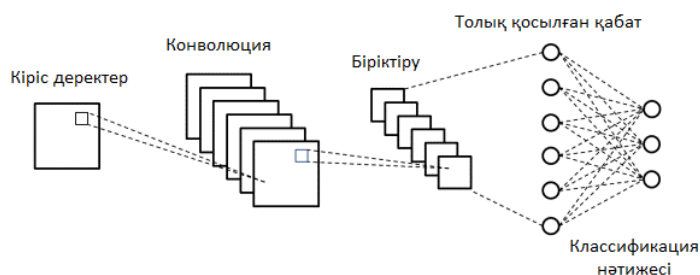 Кіріс деректер
Конволюция
Біріктіру
Толық қосылған қабат
Классификация
нәтижесі